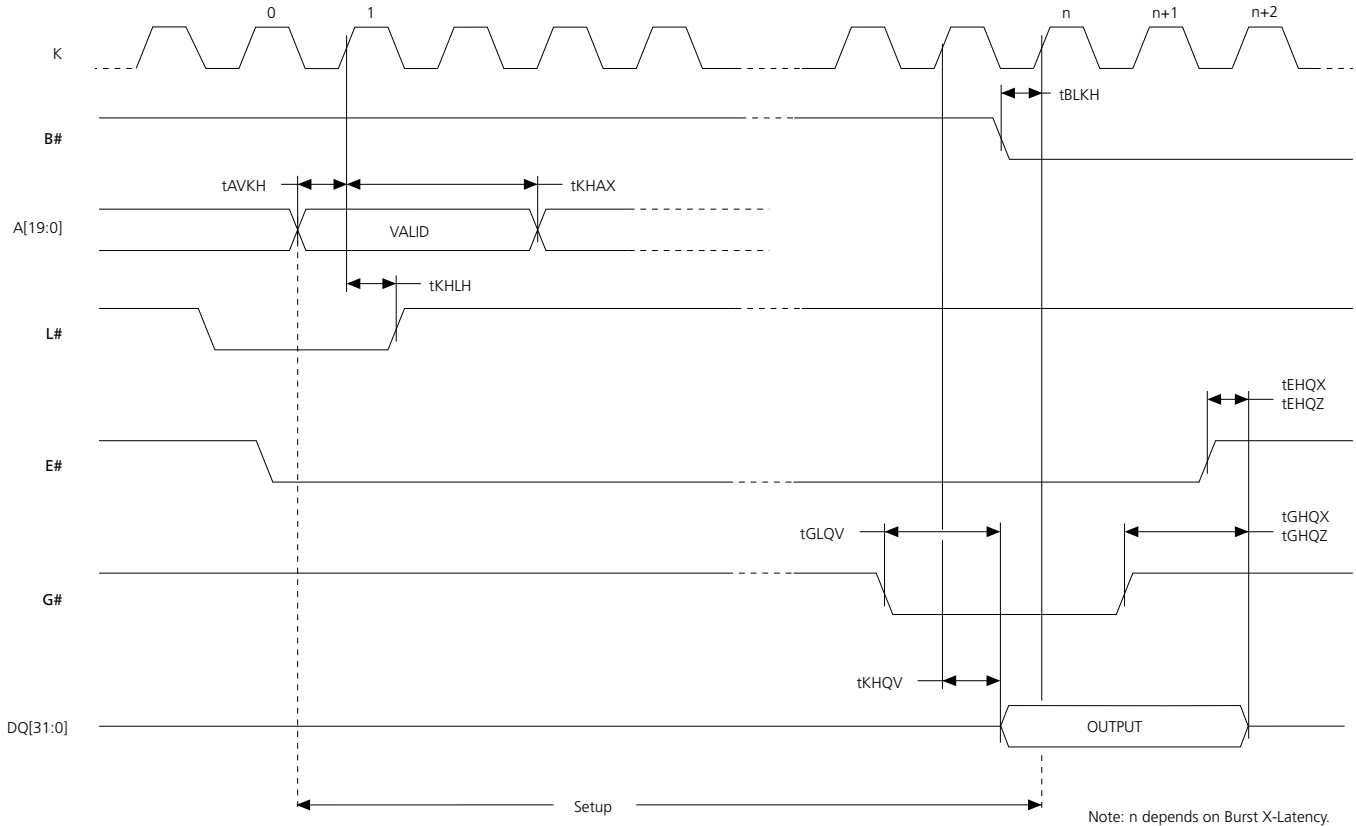 0
1
n
n+1
n+2
K
tBLKH
B#
tAVKH
tKHAX
A[19:0]
VALID
tKHLH
L#
tEHQX
tEHQZ
E#
tGLQV
tGHQX
tGHQZ
G#
tKHQV
DQ[31:0]
OUTPUT
Setup
Note: n depends on Burst X-Latency.